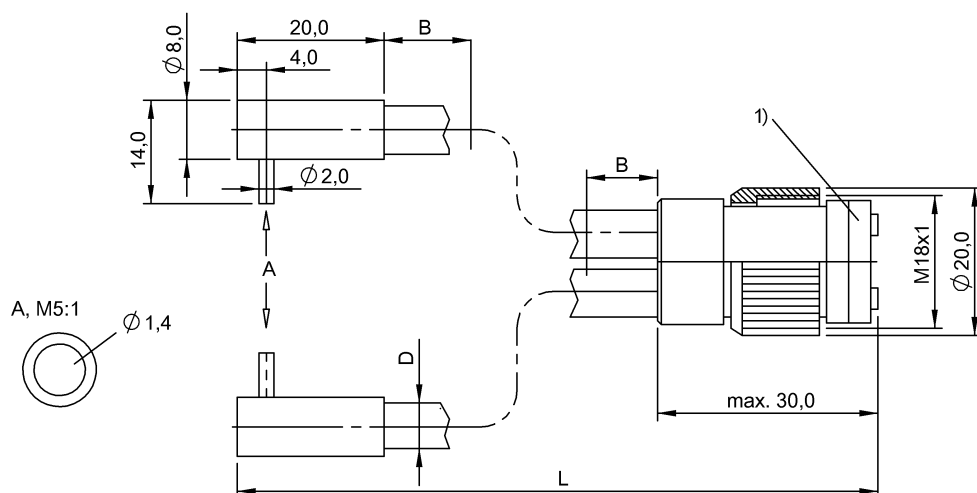 20,0
B
∅ 8,0
4,0
14,0
∅ 2,0
1)
B
A
M18x1
∅ 20,0
A, M5:1
∅ 1,4
D
max. 30,0
L